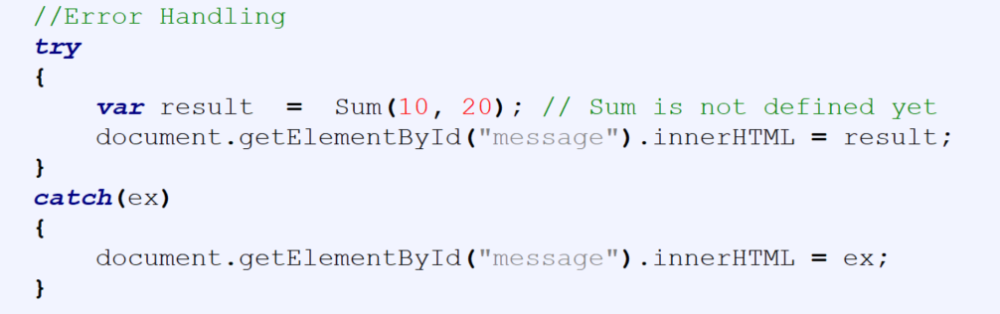 //Error Handling
try
{
    var result  =  Sum(10, 20); // Sum is not defined yet
    document.getElementById("message").innerHTML = result;
}
catch(ex)
{
    document.getElementById("message").innerHTML = ex;
}